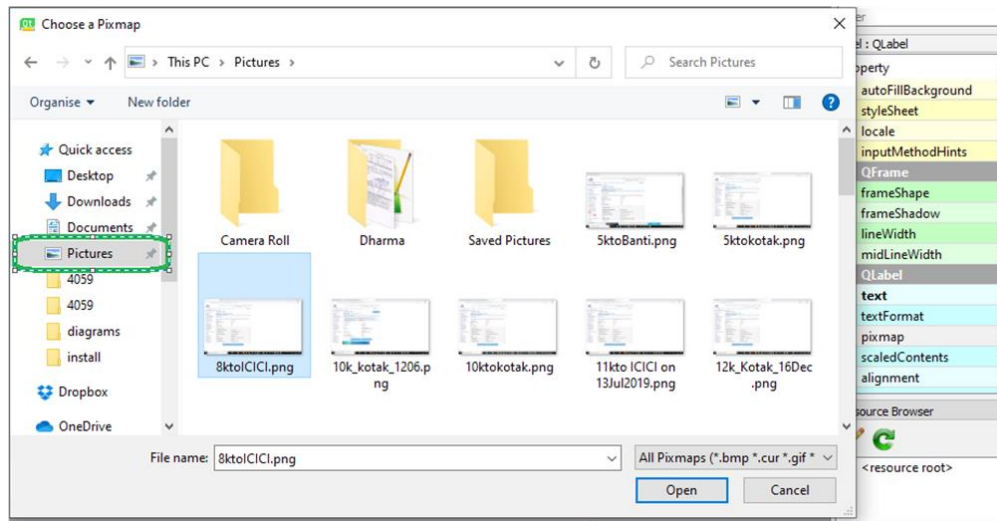 Choose a Pixmap
This PC > Pictures >
Search Pictures
Organise
New folder
Quick access
Desktop
Downloads
Documents
Pictures
4059
4059
diagrams
install
Dropbox
OneDrive
Camera Roll
Dharma
Saved Pictures
5ktoBanti.png
5ktokotak.png
8ktoICICI.png
10k_kotak_1206.p
ng
10ktokotak.png
11kto ICICI on
13Jul2019.png
12k_Kotak_16Dec
.png
File name: 8ktoICICI.png
All Pixmaps (*.bmp *.cur *.gif *
Open
Cancel
er
el : QLabel
operty
autoFillBackground
styleSheet
locale
inputMethodHints
QFrame
frameShape
frameShadow
lineWidth
midLineWidth
QLabel
text
textFormat
pixmap
scaledContents
alignment
source Browser
<resource root>